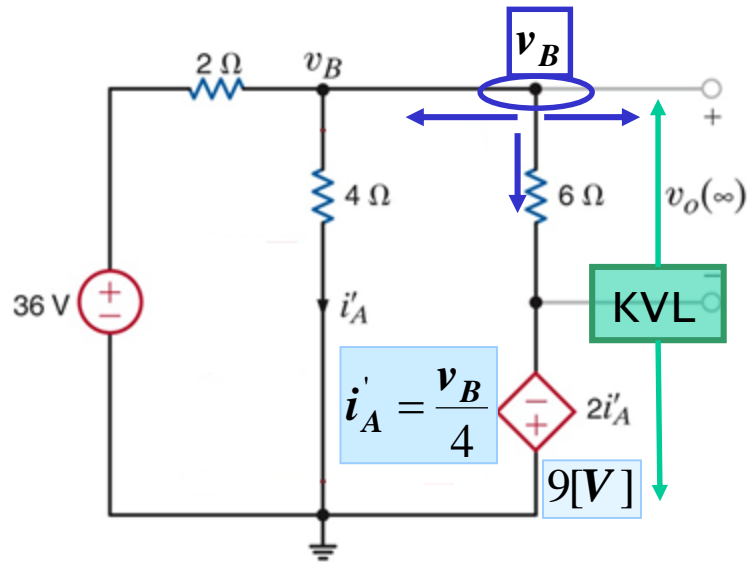 v_B
2 Ω
v_B
+
4 Ω
6 Ω
v_o(∞)
36 V
+
−
i'_A
−
KVL
i'_A = v_B / 4
−
+
2i'_A
9[V]